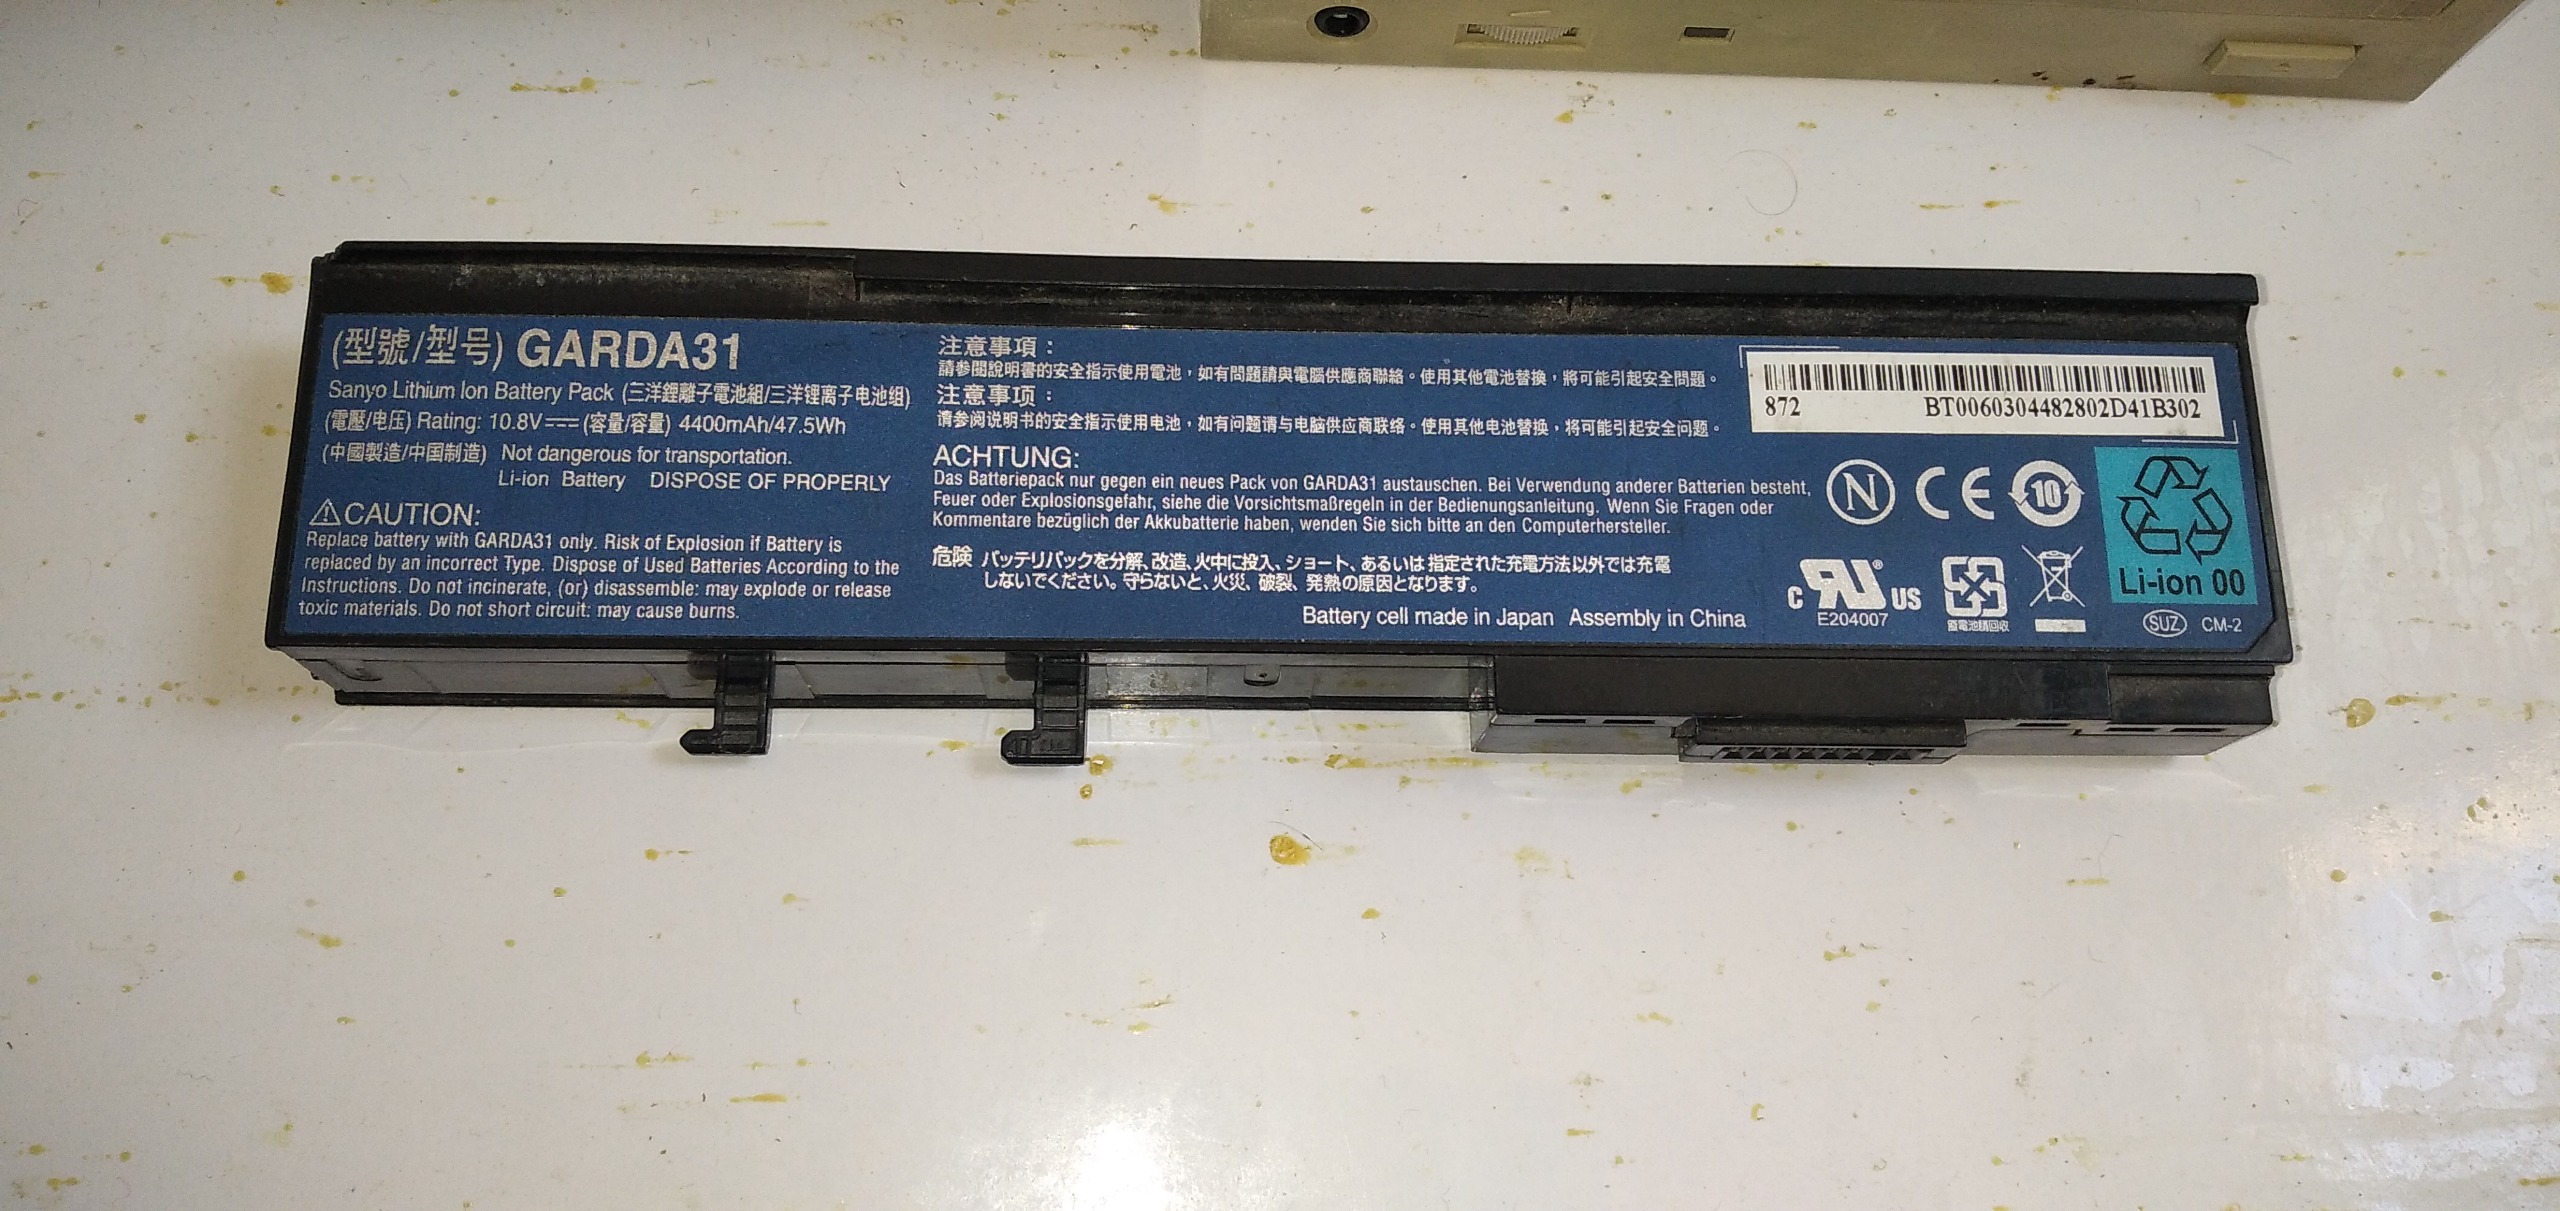 (型號/型号) GARDA31
Sanyo Lithium Ion Battery Pack (三洋鋰離子電池組/三洋锂离子电池组)
(電壓/电压) Rating: 10.8V⎓ (容量/容量) 4400mAh/47.5Wh
(中國製造/中国制造) Not dangerous for transportation.
Li-ion Battery DISPOSE OF PROPERLY
⚠CAUTION:
Replace battery with GARDA31 only. Risk of Explosion if Battery is
replaced by an incorrect Type. Dispose of Used Batteries According to the
Instructions. Do not incinerate, (or) disassemble: may explode or release
toxic materials. Do not short circuit: may cause burns.
注意事項：
請參閱說明書的安全指示使用電池，如有問題請與電腦供應商聯絡。使用其他電池替換，將可能引起安全問題。
注意事项：
请参阅说明书的安全指示使用电池，如有问题请与电脑供应商联络。使用其他电池替换，将可能引起安全问题。
ACHTUNG:
Das Batteriepack nur gegen ein neues Pack von GARDA31 austauschen. Bei Verwendung anderer Batterien besteht,
Feuer oder Explosionsgefahr, siehe die Vorsichtsmaßregeln in der Bedienungsanleitung. Wenn Sie Fragen oder
Kommentare bezüglich der Akkubatterie haben, wenden Sie sich bitte an den Computerhersteller.
危険 バッテリパックを分解、改造、火中に投入、ショート、あるいは指定された充電方法以外では充電
しないでください。守らないと、火災、破裂、発熱の原因となります。
Battery cell made in Japan Assembly in China
872 BT0060304482802D41B302
N CE 10
c RU® US
E204007
廢電池請回收
Li-ion 00
SUZ CM-2